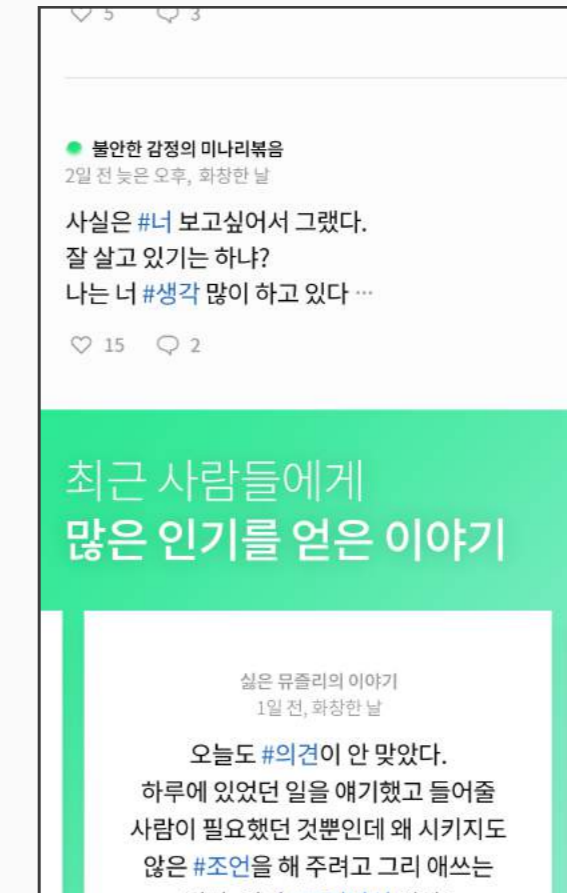 5 3
불안한 감정의 미나리볶음
2일 전 늦은 오후, 화창한 날
사실은 #너 보고싶어서 그랬다.
잘 살고 있기는 하냐?
나는 너 #생각 많이 하고 있다 ···
15 2
최근 사람들에게
많은 인기를 얻은 이야기
싫은 뮤즐리의 이야기
1일 전, 화창한 날
오늘도 #의견이 안 맞았다.
하루에 있었던 일을 얘기했고 들어줄
사람이 필요했던 것뿐인데 왜 시키지도
않은 #조언을 해 주려고 그리 애쓰는